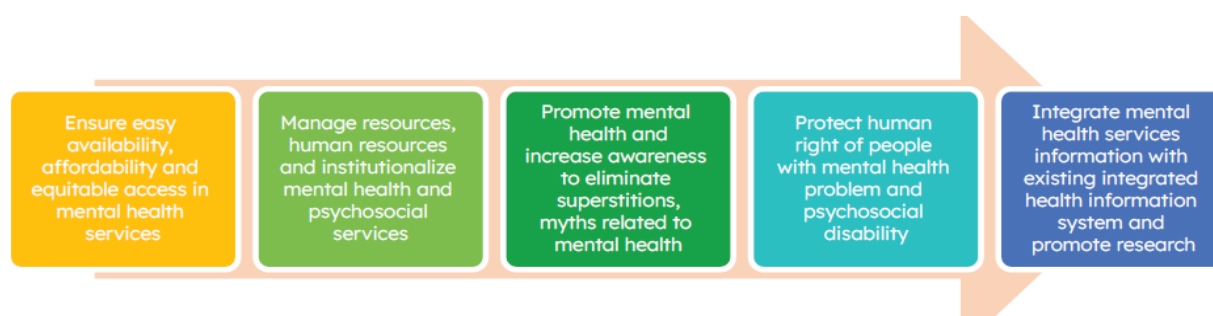 Ensure easy
availability,
affordability and
equitable access in
mental health
services
Manage resources,
human resources
and institutionalize
mental health and
psychosocial
services
Promote mental
health and
increase awareness
to eliminate
superstitions,
myths related to
mental health
Protect human
right of people
with mental health
problem and
psychosocial
disability
Integrate mental
health services
information with
existing integrated
health information
system and
promote research